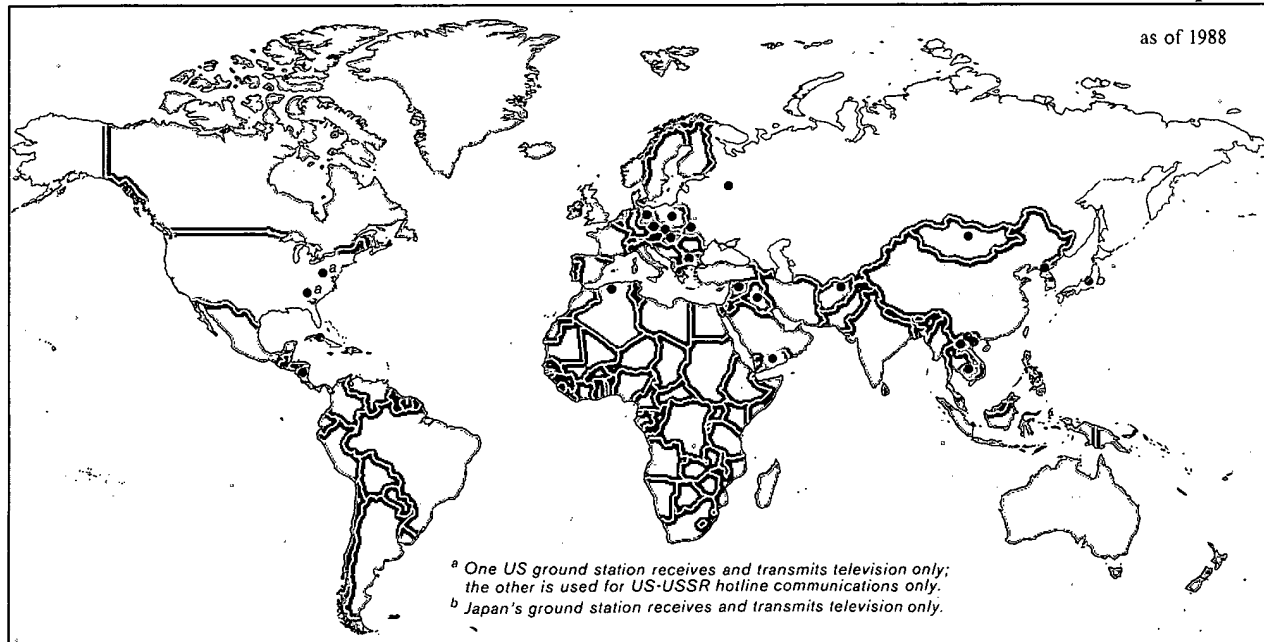 as of 1988
a
a
b
a One US ground station receives and transmits television only;
the other is used for US-USSR hotline communications only.
b Japan's ground station receives and transmits television only.